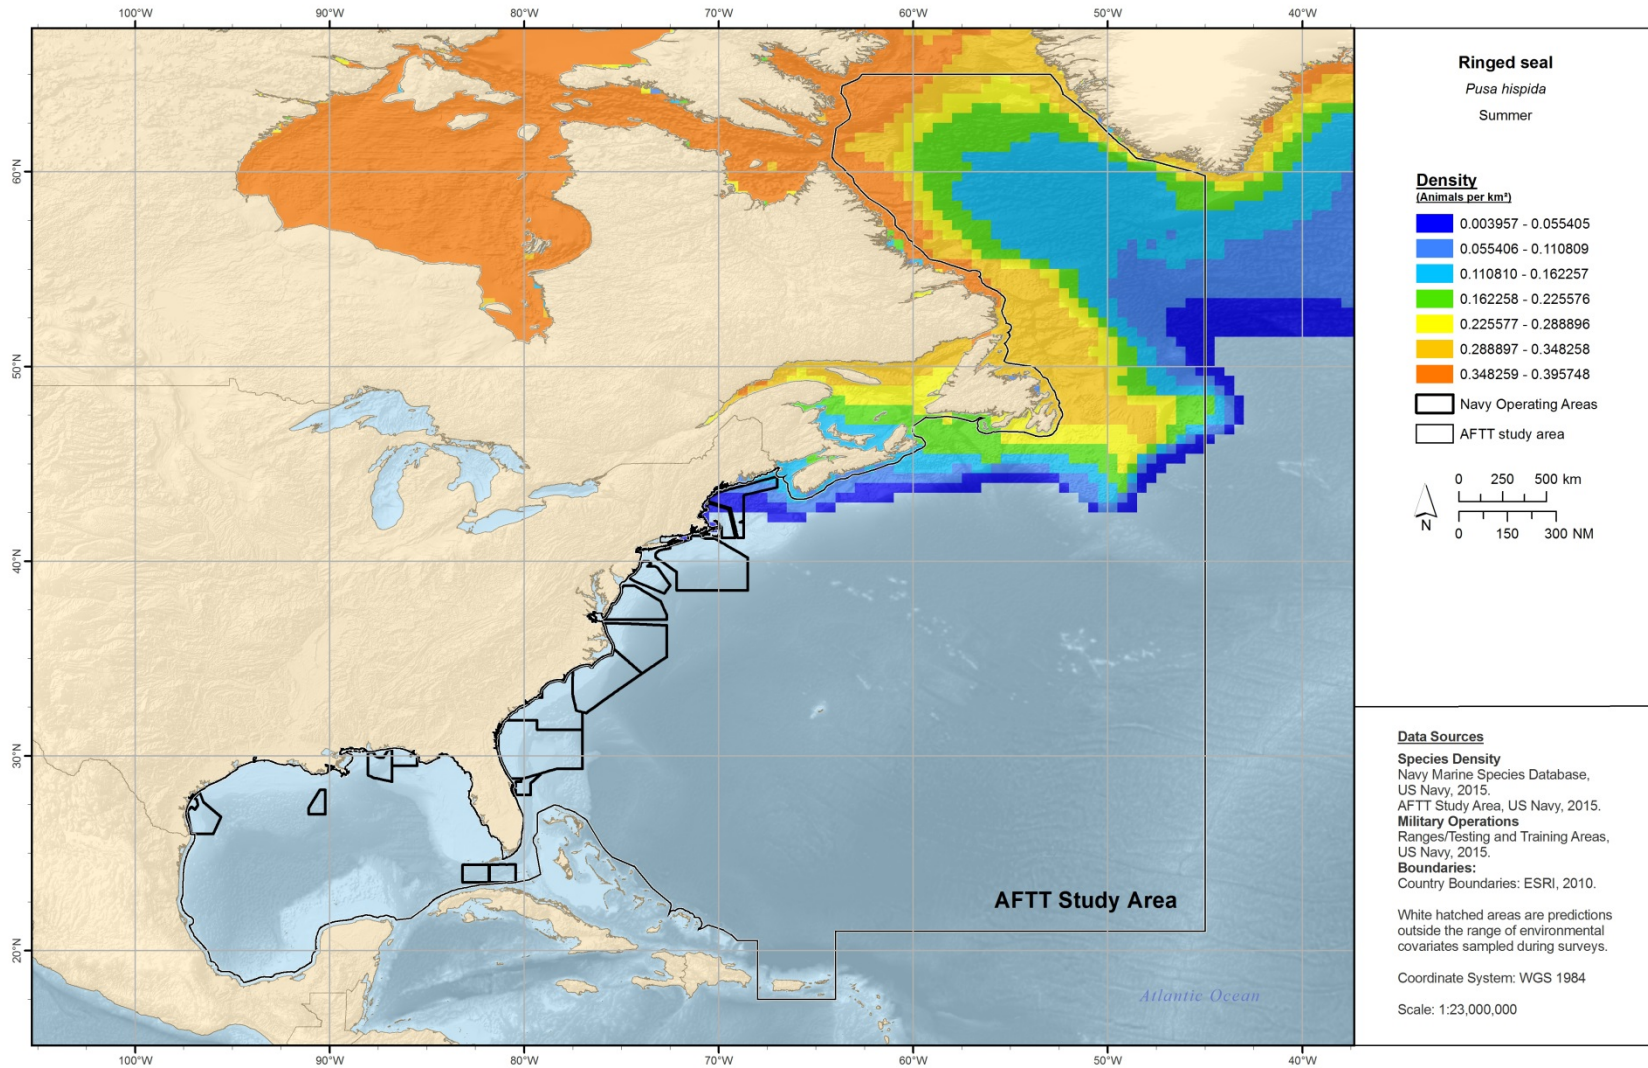 100°W
90°W
80°W
70°W
60°W
50°W
40°W
60°N
50°N
40°N
30°N
20°N
60°N
50°N
40°N
30°N
20°N
AFTT Study Area
Atlantic Ocean
100°W
90°W
80°W
70°W
60°W
50°W
40°W
Ringed seal
Pusa hispida
Summer
Density
(Animals per km²)
0.003957 - 0.055405
0.055406 - 0.110809
0.110810 - 0.162257
0.162258 - 0.225576
0.225577 - 0.288896
0.288897 - 0.348258
0.348259 - 0.395748
Navy Operating Areas
AFTT study area
N
0 250 500 km
0 150 300 NM
Data Sources
Species Density
Navy Marine Species Database,
US Navy, 2015.
AFTT Study Area, US Navy, 2015.
Military Operations
Ranges/Testing and Training Areas,
US Navy, 2015.
Boundaries:
Country Boundaries: ESRI, 2010.
White hatched areas are predictions
outside the range of environmental
covariates sampled during surveys.
Coordinate System: WGS 1984
Scale: 1:23,000,000